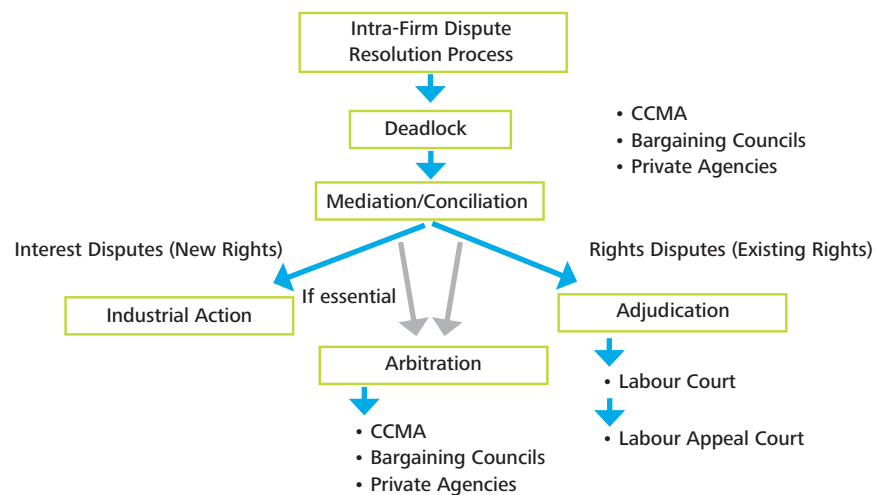 Intra-Firm Dispute
Resolution Process
Deadlock
• CCMA
• Bargaining Councils
• Private Agencies
Mediation/Conciliation
Interest Disputes (New Rights)
Rights Disputes (Existing Rights)
If essential
Industrial Action
Adjudication
Arbitration
• Labour Court
• Labour Appeal Court
• CCMA
• Bargaining Councils
• Private Agencies